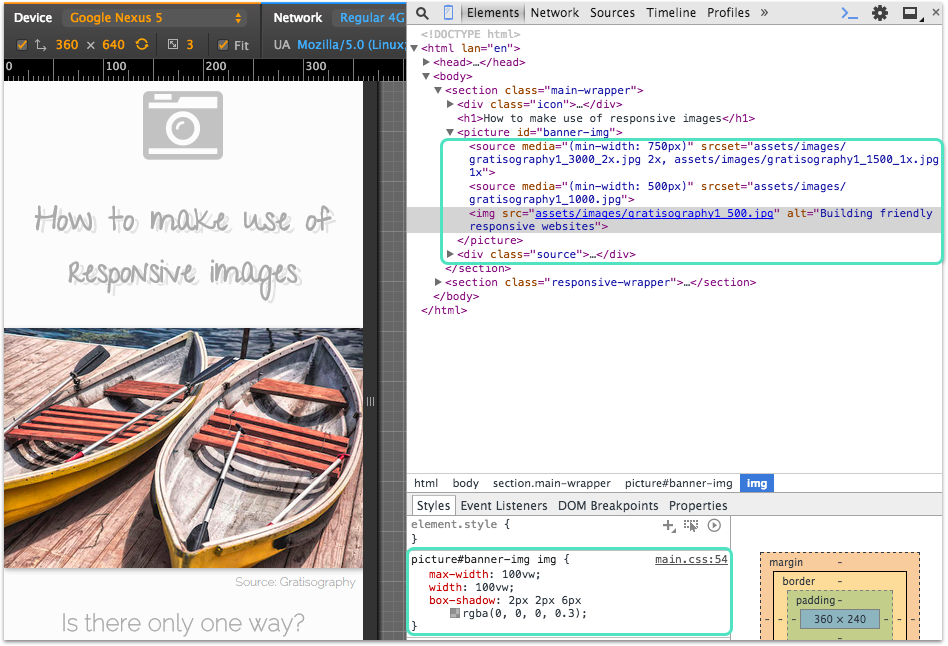 Device Google Nexus 5 Network Regular 4G
360 × 640 3 Fit UA Mozilla/5.0 (Linux;
0 100 200 300
How to make use of
responsive images
Source: Gratisography
Is there only one way?
Elements Network Sources Timeline Profiles » ×
<!DOCTYPE html>
<html lang="en">
<head>…</head>
<body>
<section class="main-wrapper">
<div class="icon">…</div>
<h1>How to make use of responsive images</h1>
<picture id="banner-img">
<source media="(min-width: 750px)" srcset="assets/images/
gratisography1_3000_2x.jpg 2x, assets/images/gratisography1_1500_1x.jpg
1x">
<source media="(min-width: 500px)" srcset="assets/images/
gratisography1_1000.jpg">
<img src="assets/images/gratisography1_500.jpg" alt="Building friendly
responsive websites">
</picture>
<div class="source">…</div>
</section>
<section class="responsive-wrapper">…</section>
</body>
</html>
html body section.main-wrapper picture#banner-img img
Styles Event Listeners DOM Breakpoints Properties
element.style {
}
picture#banner-img img { main.css:54
max-width: 100vw;
width: 100vw;
box-shadow: 2px 2px 6px
rgba(0, 0, 0, 0.3);
}
margin -
border -
padding -
- - - 360 × 240 - - -
-